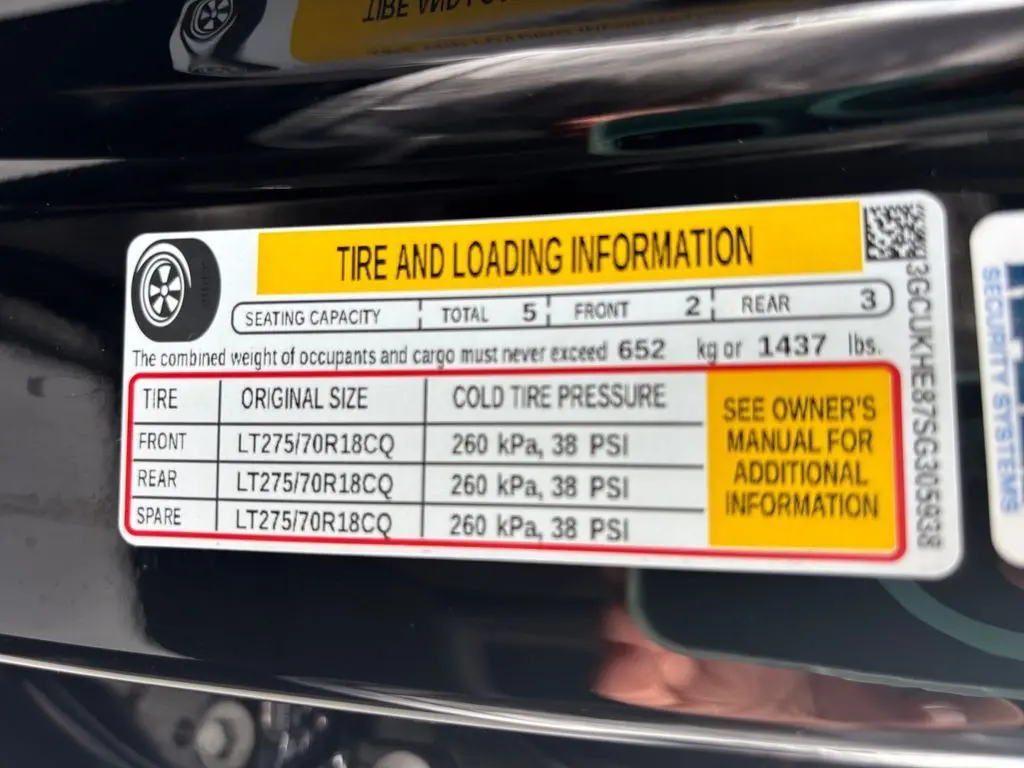 TIRE AND LOADING INFORMATION
SEATING CAPACITY TOTAL 5 FRONT 2 REAR 3
The combined weight of occupants and cargo must never exceed 652 kg or 1437 lbs.
TIRE ORIGINAL SIZE COLD TIRE PRESSURE
FRONT LT275/70R18CQ 260 kPa, 38 PSI
REAR LT275/70R18CQ 260 kPa, 38 PSI
SPARE LT275/70R18CQ 260 kPa, 38 PSI
SEE OWNER'S
MANUAL FOR
ADDITIONAL
INFORMATION
3GCUKHE87SG305938
SECURITY SYSTEMS